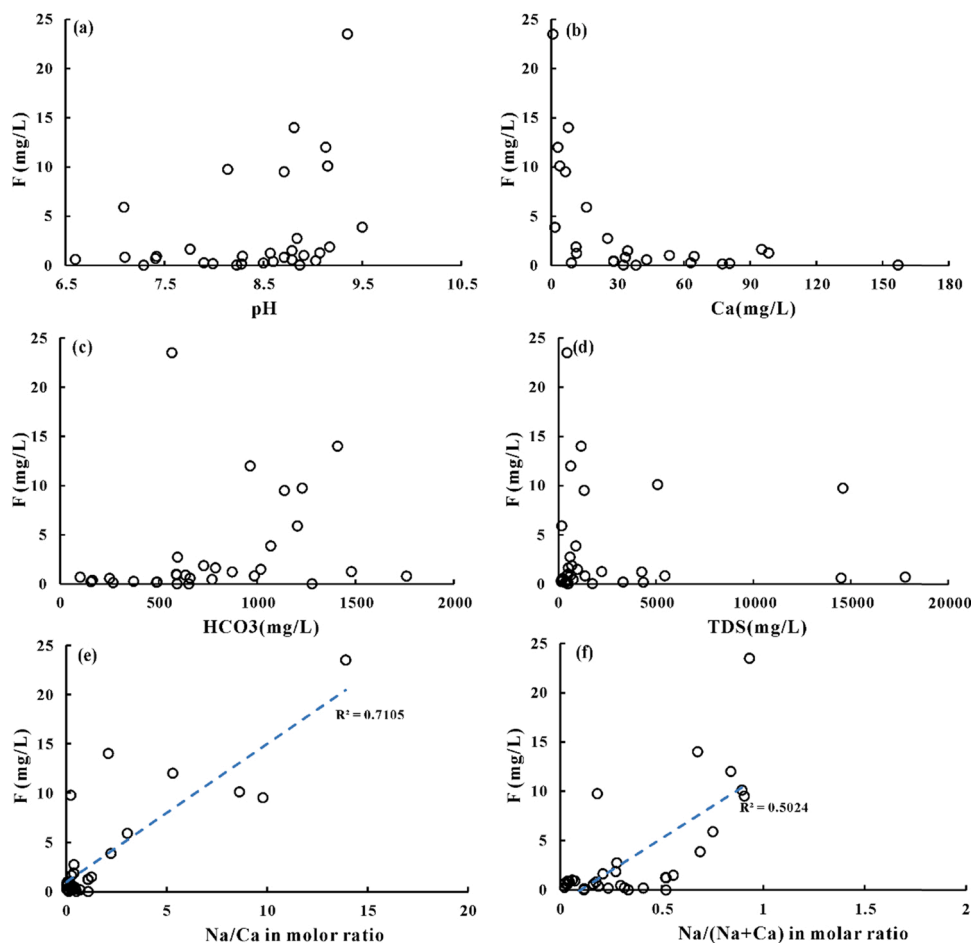 (a)
25
20
15
10
5
0
F (mg/L)
6.5 7.5 8.5 9.5 10.5
pH
(b)
25
20
15
10
5
0
F (mg/L)
0 30 60 90 120 150 180
Ca(mg/L)
(c)
25
20
15
10
5
0
F (mg/L)
0 500 1000 1500 2000
HCO3(mg/L)
(d)
25
20
15
10
5
0
F (mg/L)
0 5000 10000 15000 20000
TDS(mg/L)
(e)
25
20
15
10
5
0
F (mg/L)
R² = 0.7105
0 5 10 15 20
Na/Ca in molor ratio
(f)
25
20
15
10
5
0
F (mg/L)
R² = 0.5024
0 0.5 1 1.5 2
Na/(Na+Ca) in molar ratio